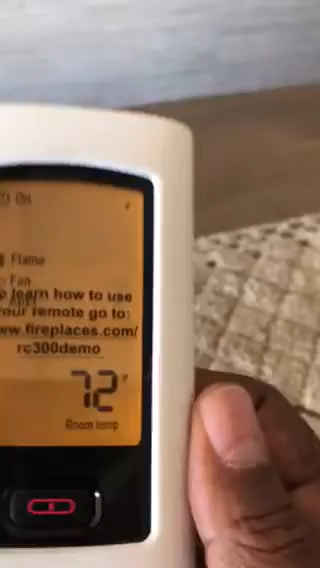 On
Flame
Fan
learn how to use
your remote go to:
www.fireplaces.com/
rc300demo
72°F
Room temp